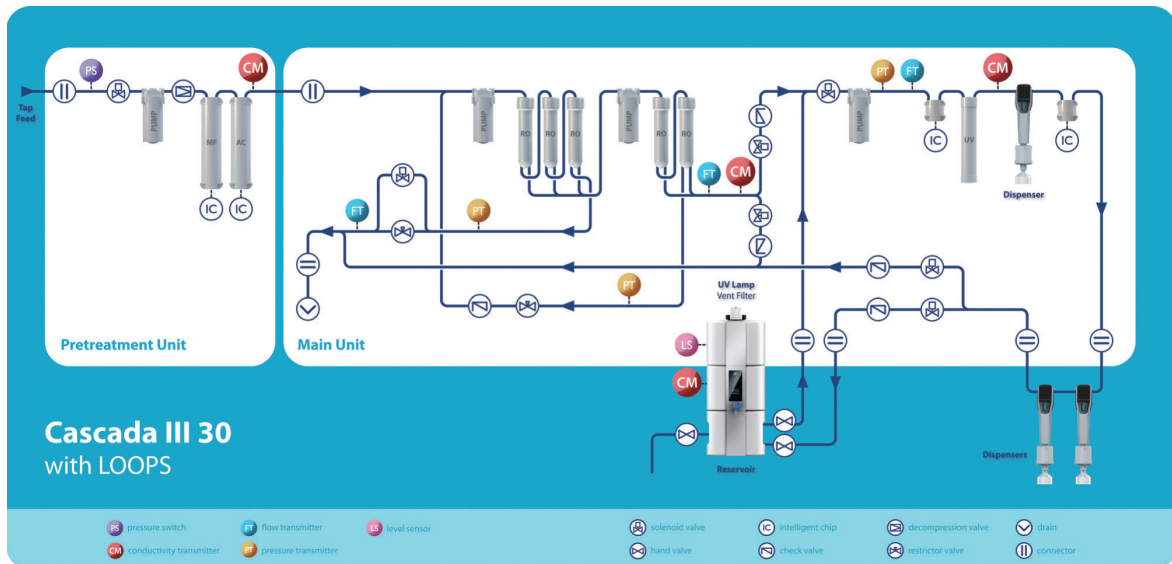 PS
CM
Tap
Feed
PUMP
MF
AC
IC
IC
Pretreatment Unit
PUMP
RO
RO
RO
PUMP
RO
RO
FT
CM
FT
PT
PT
Main Unit
PUMP
PT
FT
IC
UV
CM
IC
Dispenser
UV Lamp
Vent Filter
LS
CM
Reservoir
Dispensers
Cascada III 30
with LOOPS
PS pressure switch
FT flow transmitter
LS level sensor
solenoid valve
IC intelligent chip
decompression valve
drain
CM conductivity transmitter
PT pressure transmitter
hand valve
check valve
restrictor valve
connector